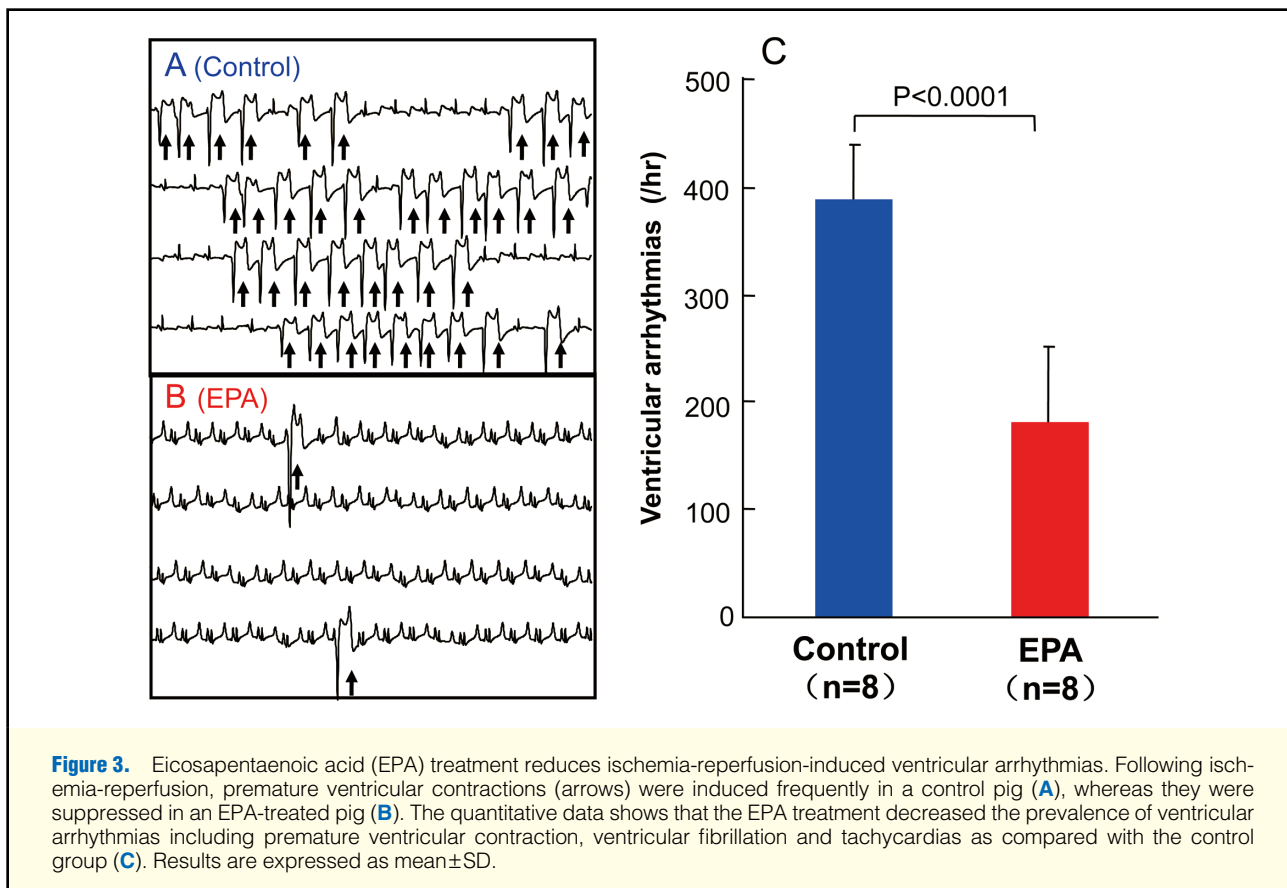 A (Control)
B (EPA)
C
P<0.0001
Ventricular arrhythmias (/hr)
500
400
300
200
100
0
Control
（n=8）
EPA
（n=8）
Figure 3. Eicosapentaenoic acid (EPA) treatment reduces ischemia-reperfusion-induced ventricular arrhythmias. Following isch-
emia-reperfusion, premature ventricular contractions (arrows) were induced frequently in a control pig (A), whereas they were
suppressed in an EPA-treated pig (B). The quantitative data shows that the EPA treatment decreased the prevalence of ventricular
arrhythmias including premature ventricular contraction, ventricular fibrillation and tachycardias as compared with the control
group (C). Results are expressed as mean±SD.